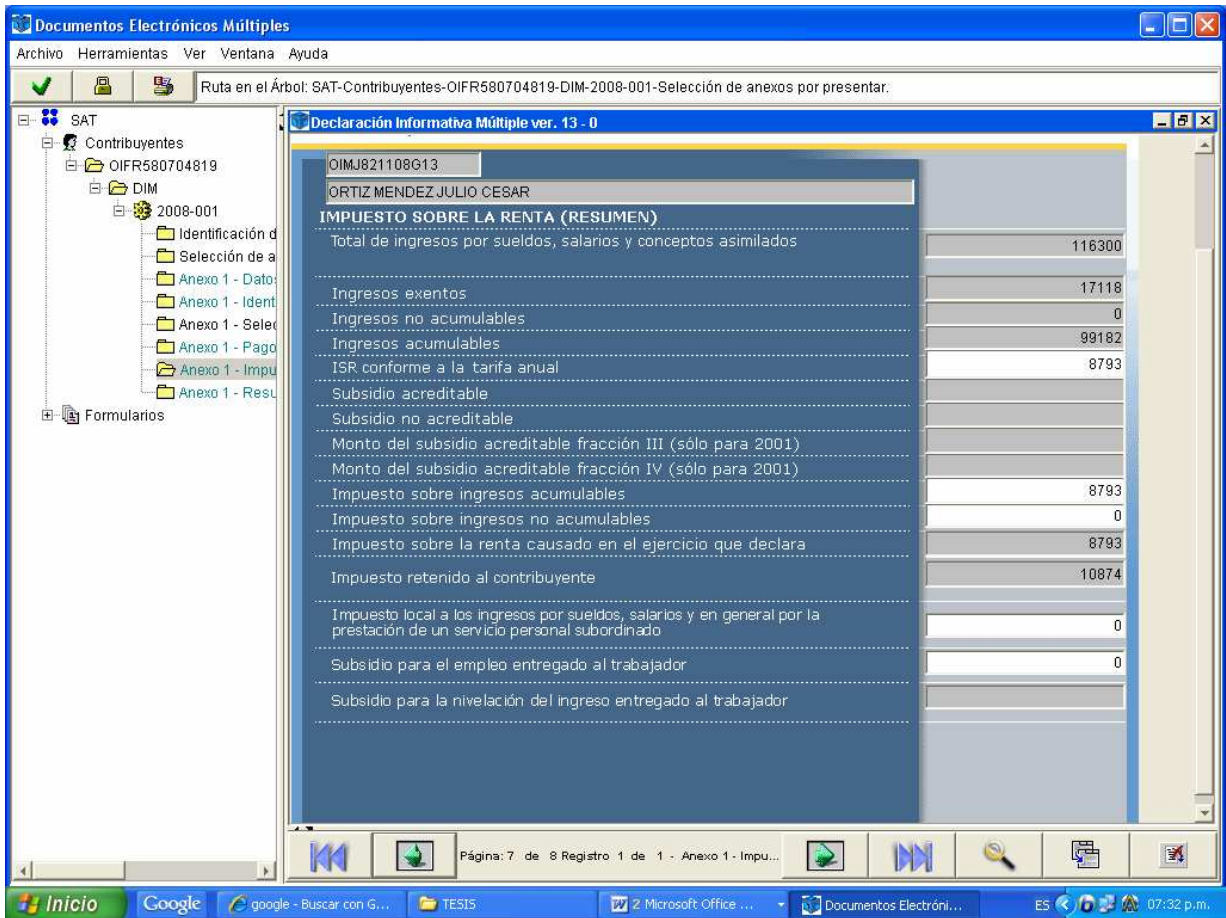 Documentos Electrónicos Múltiples
Archivo Herramientas Ver Ventana Ayuda
Ruta en el Árbol: SAT-Contribuyentes-OIFR580704819-DIM-2008-001-Selección de anexos por presentar.
SAT
Contribuyentes
OIFR580704819
DIM
2008-001
Identificación d
Selección de a
Anexo 1 - Dato
Anexo 1 - Ident
Anexo 1 - Selec
Anexo 1 - Pago
Anexo 1 - Impu
Anexo 1 - Resu
Formularios
Declaración Informativa Múltiple ver. 13 - 0
OIMJ821108G13
ORTIZ MENDEZ JULIO CESAR
IMPUESTO SOBRE LA RENTA (RESUMEN)
Total de ingresos por sueldos, salarios y conceptos asimilados 116300
Ingresos exentos 17118
Ingresos no acumulables 0
Ingresos acumulables 99182
ISR conforme a la tarifa anual 8793
Subsidio acreditable
Subsidio no acreditable
Monto del subsidio acreditable fracción III (sólo para 2001)
Monto del subsidio acreditable fracción IV (sólo para 2001)
Impuesto sobre ingresos acumulables 8793
Impuesto sobre ingresos no acumulables 0
Impuesto sobre la renta causado en el ejercicio que declara 8793
Impuesto retenido al contribuyente 10874
Impuesto local a los ingresos por sueldos, salarios y en general por la
prestación de un servicio personal subordinado 0
Subsidio para el empleo entregado al trabajador 0
Subsidio para la nivelación del ingreso entregado al trabajador
Página: 7 de 8 Registro 1 de 1 - Anexo 1 - Impu...
Inicio Google google - Buscar con G... TESIS 2 Microsoft Office ... Documentos Electróni... ES 07:32 p.m.